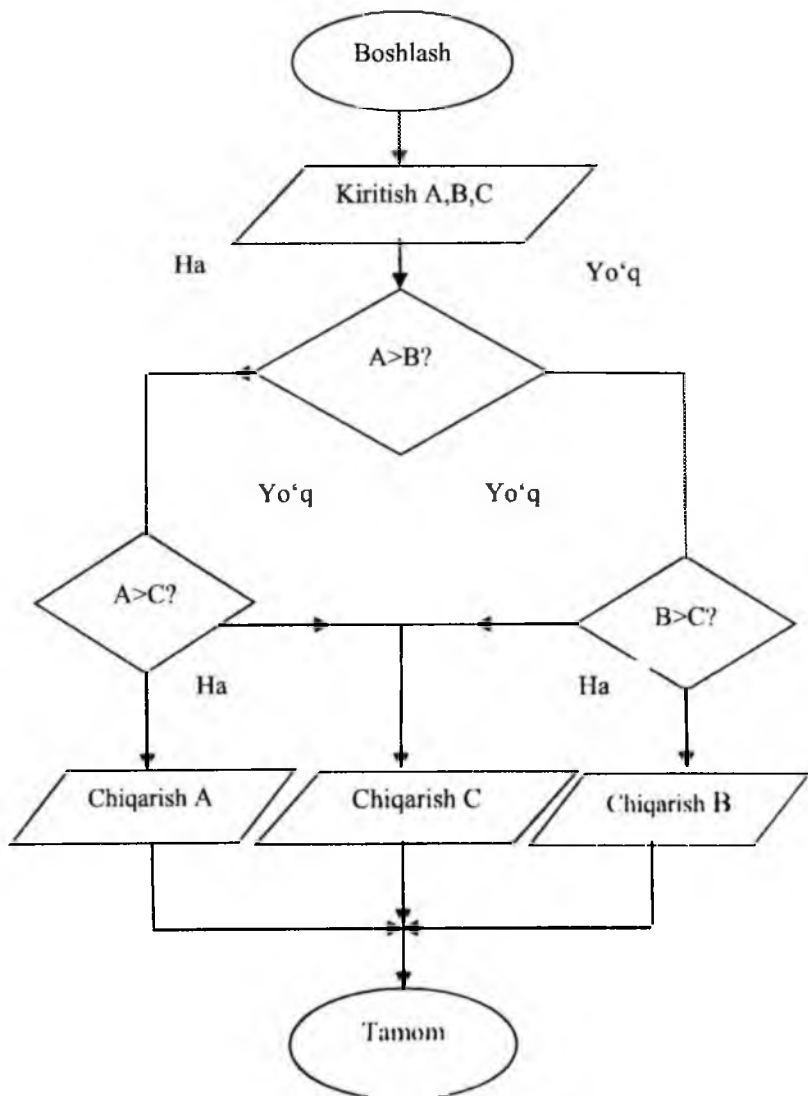 Boshlash
Kiritish A,B,C
Ha
Yo‘q
A>B?
Yo‘q
Yo‘q
A>C?
B>C?
Ha
Ha
Chiqarish A
Chiqarish C
Chiqarish B
Tamom